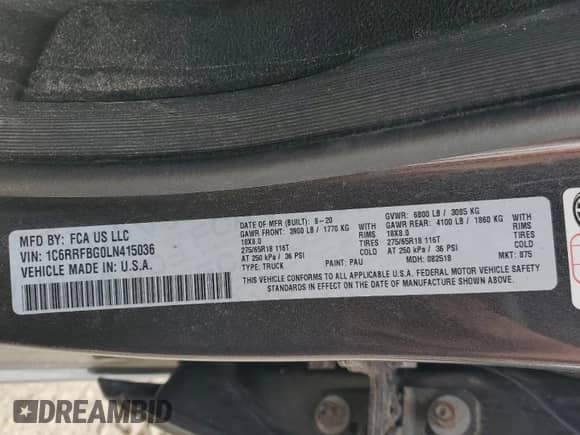 MFD BY: FCA US LLC
VIN: 1C6RRFBG0LN415036
VEHICLE MADE IN U.S.A.
DATE OF MFR (BUILT): 8-20
GVWR: 6800 LB / 3085 KG
GAWR FRONT: 3900 LB / 1770 KG WITH
GAWR REAR: 4100 LB / 1860 KG WITH
18X8.0 RIMS
18X8.0 RIMS
275/65R18 116T TIRES
275/65R18 116T TIRES
AT 250 kPa / 36 PSI COLD
AT 250 kPa / 36 PSI COLD
TYPE: TRUCK
PAINT: PAU
MDH: 082518
MKT: 875
THIS VEHICLE CONFORMS TO ALL APPLICABLE U.S.A. FEDERAL MOTOR VEHICLE SAFETY
STANDARDS IN EFFECT ON THE DATE OF MANUFACTURE SHOWN ABOVE.
DREAMBID